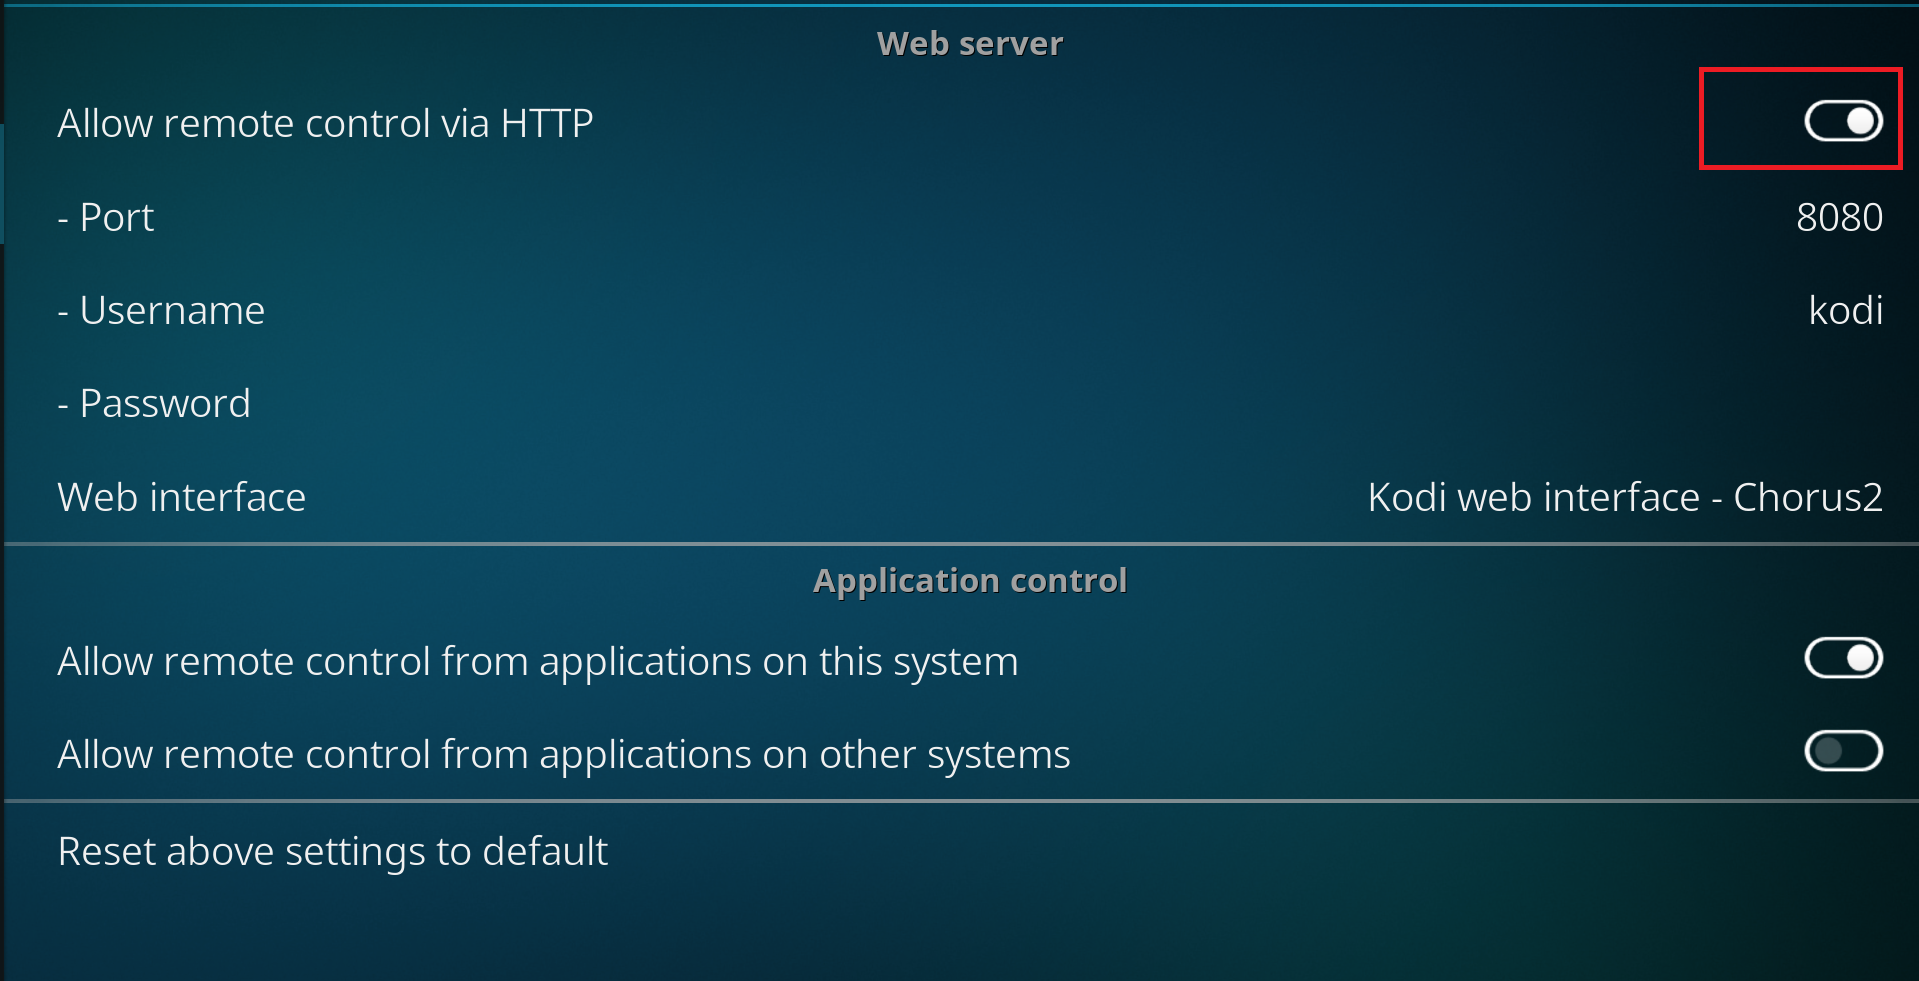 Web server
Allow remote control via HTTP
- Port 8080
- Username kodi
- Password
Web interface Kodi web interface - Chorus2
Application control
Allow remote control from applications on this system
Allow remote control from applications on other systems
Reset above settings to default